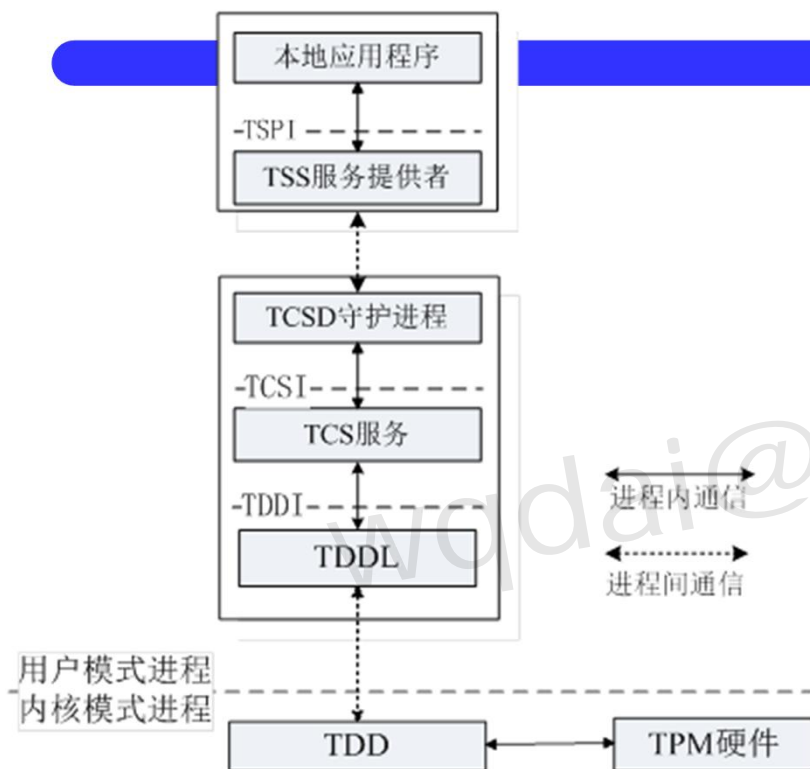 本地应用程序
TSPI
TSS服务提供者
TCSD守护进程
TCSI
TCS服务
TDDI
TDDL
进程内通信
进程间通信
wqdai@
用户模式进程
内核模式进程
TDD
TPM硬件